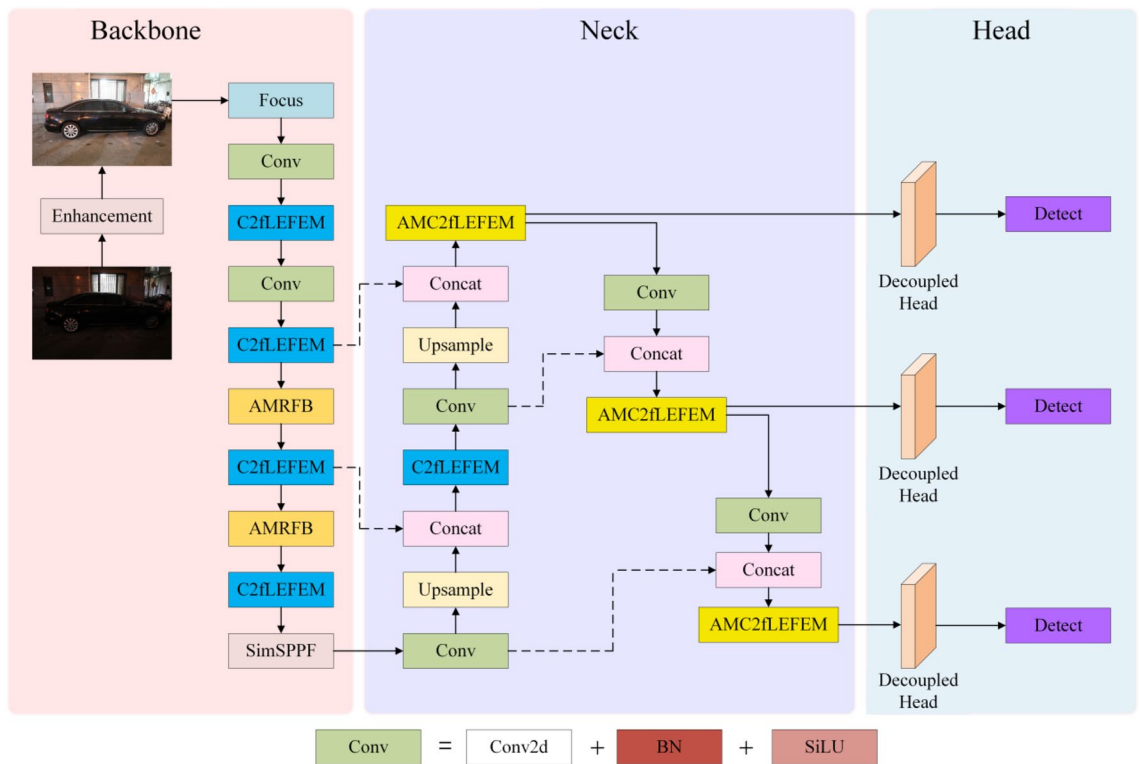 Backbone
Neck
Head
Focus
Conv
Enhancement
C2fLEFEM
Conv
C2fLEFEM
AMRFB
C2fLEFEM
AMRFB
C2fLEFEM
SimSPPF
AMC2fLEFEM
Concat
Upsample
Conv
C2fLEFEM
Concat
Upsample
Conv
Conv
Concat
AMC2fLEFEM
Conv
Concat
AMC2fLEFEM
Decoupled
Head
Detect
Decoupled
Head
Detect
Decoupled
Head
Detect
Conv = Conv2d + BN + SiLU